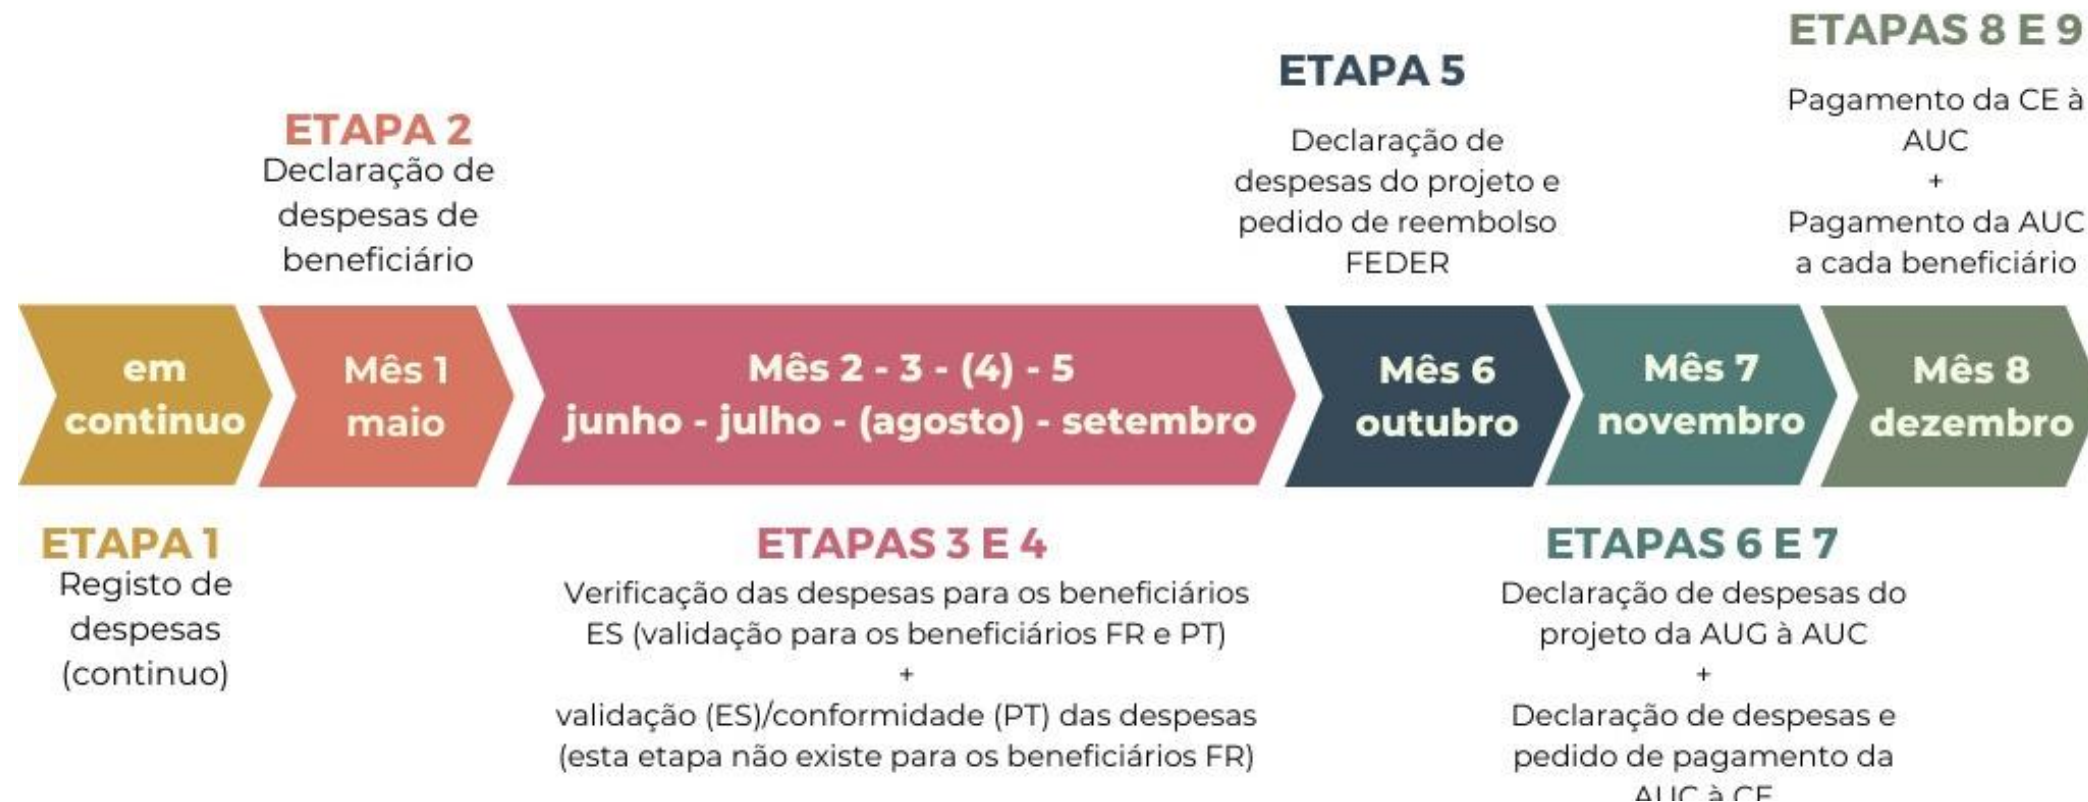 ETAPA 1
Registo de
despesas
(continuo)
em
continuo
ETAPA 2
Declaração de
despesas de
beneficiário
Mês 1
maio
Mês 2 - 3 - (4) - 5
junho - julho - (agosto) - setembro
ETAPAS 3 E 4
Verificação das despesas para os beneficiários
ES (validação para os beneficiários FR e PT)
+
validação (ES)/conformidade (PT) das despesas
(esta etapa não existe para os beneficiários FR)
ETAPA 5
Declaração de
despesas do projeto e
pedido de reembolso
FEDER
Mês 6
outubro
Mês 7
novembro
ETAPAS 6 E 7
Declaração de despesas do
projeto da AUG à AUC
+
Declaração de despesas e
pedido de pagamento da
AUC à CE
ETAPAS 8 E 9
Pagamento da CE à
AUC
+
Pagamento da AUC
a cada beneficiário
Mês 8
dezembro